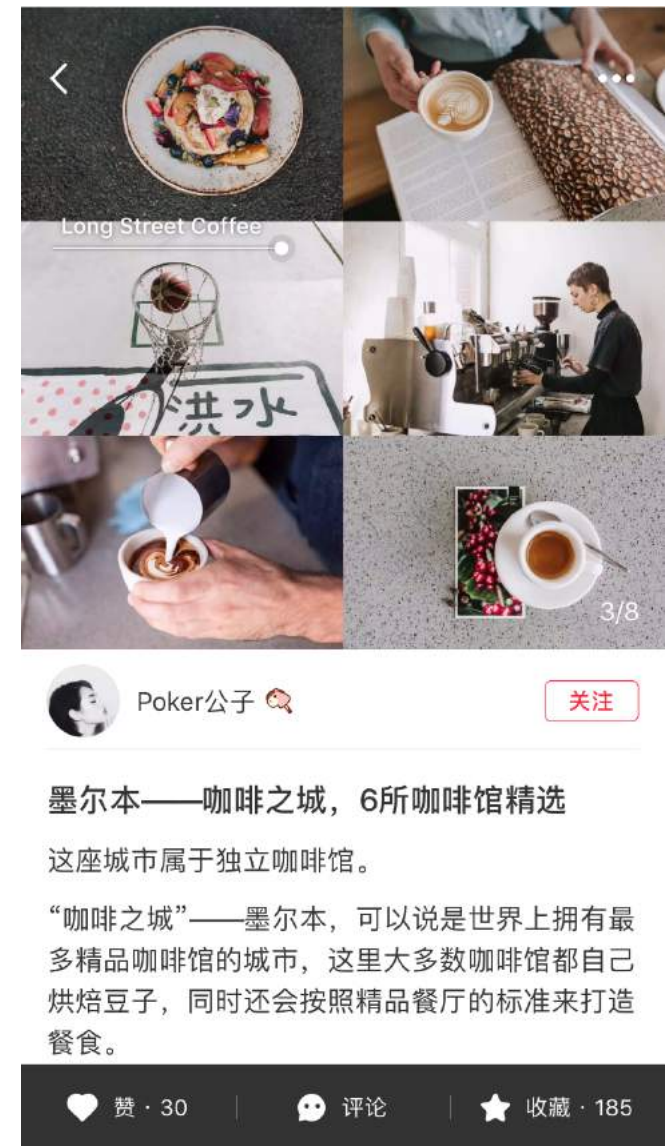 Long Street Coffee
洪水
3/8
Poker公子
关注
墨尔本——咖啡之城，6所咖啡馆精选
这座城市属于独立咖啡馆。
“咖啡之城”——墨尔本，可以说是世界上拥有最
多精品咖啡馆的城市，这里大多数咖啡馆都自己
烘焙豆子，同时还会按照精品餐厅的标准来打造
餐食。
赞 · 30
评论
收藏 · 185